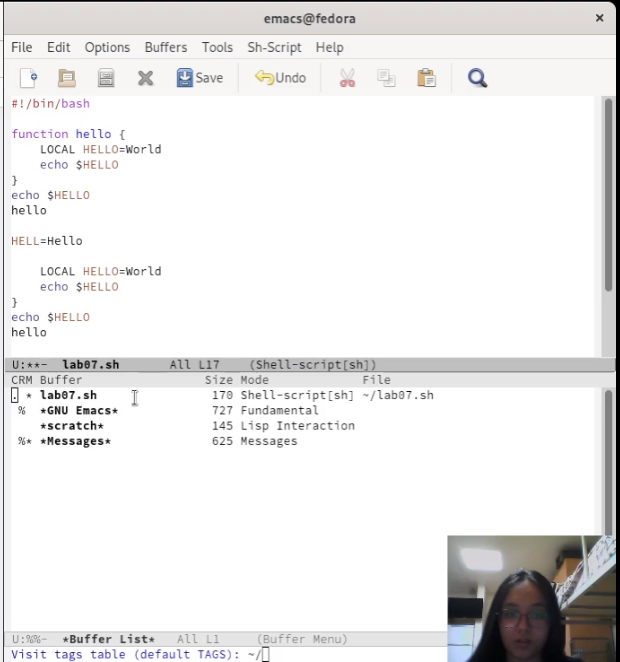 emacs@fedora ×
File Edit Options Buffers Tools Sh-Script Help
Save Undo
#!/bin/bash
function hello {
    LOCAL HELLO=World
    echo $HELLO
}
echo $HELLO
hello
HELL=Hello
    LOCAL HELLO=World
    echo $HELLO
}
echo $HELLO
hello
U:**- lab07.sh All L17 (Shell-script[sh])
CRM Buffer Size Mode File
. * lab07.sh 170 Shell-script[sh] ~/lab07.sh
% *GNU Emacs* 727 Fundamental
*scratch* 145 Lisp Interaction
%* *Messages* 625 Messages
U:%%- *Buffer List* All L1 (Buffer Menu)
Visit tags table (default TAGS): ~/